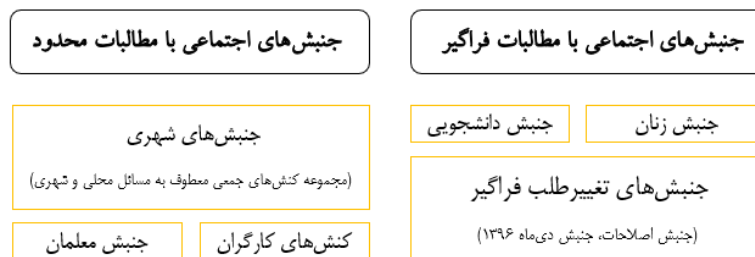 جنبش‌های اجتماعی با مطالبات فراگیر
جنبش‌های اجتماعی با مطالبات محدود
جنبش زنان
جنبش دانشجویی
جنبش‌های تغییرطلب فراگیر
(جنبش اصلاحات، جنبش دی‌ماه ۱۳۹۶)
جنبش‌های شهری
(مجموعه کنش‌های جمعی معطوف به مسائل محلی و شهری)
کنش‌های کارگران
جنبش معلمان